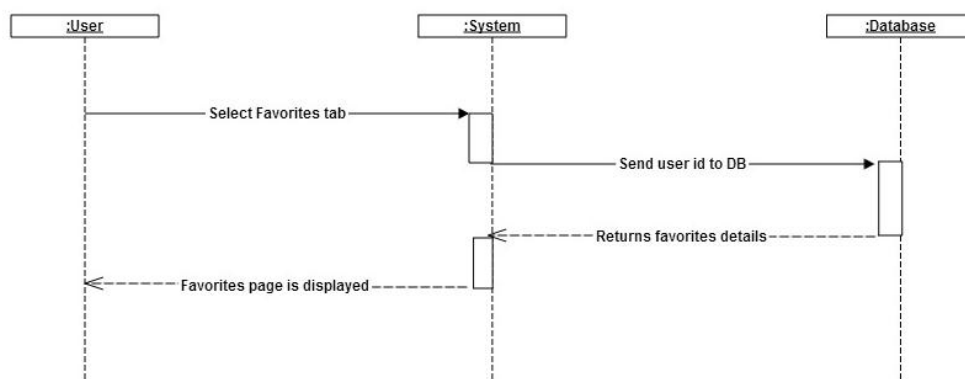 :User
:System
:Database
Select Favorites tab
Send user id to DB
Returns favorites details
Favorites page is displayed